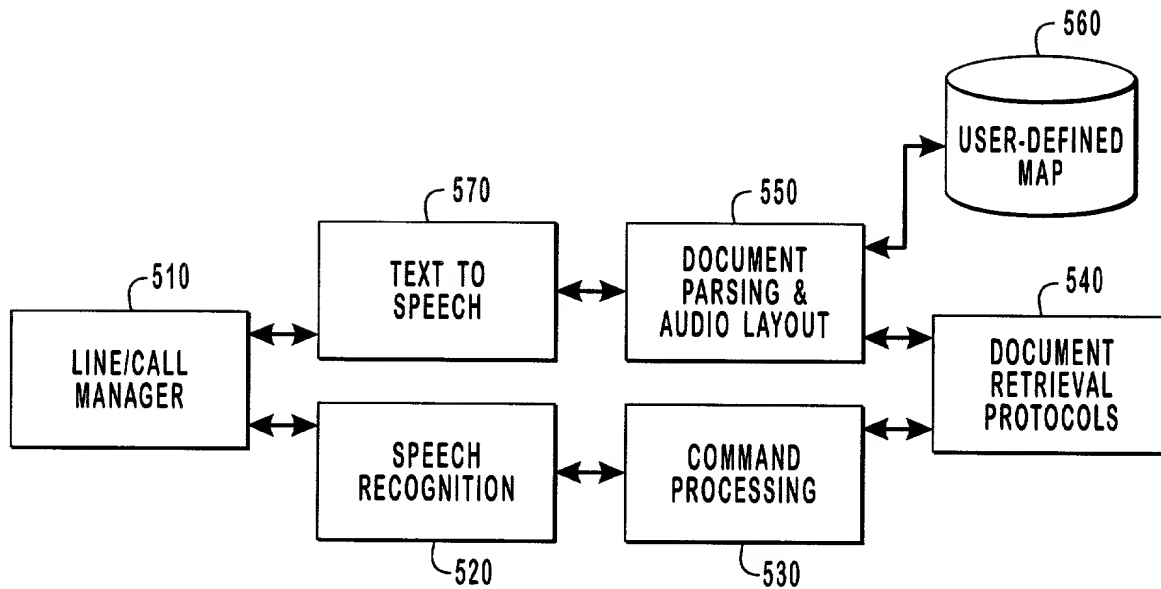 560
USER-DEFINED
MAP
570
TEXT TO
SPEECH
550
DOCUMENT
PARSING &
AUDIO LAYOUT
510
LINE/CALL
MANAGER
540
DOCUMENT
RETRIEVAL
PROTOCOLS
SPEECH
RECOGNITION
520
COMMAND
PROCESSING
530